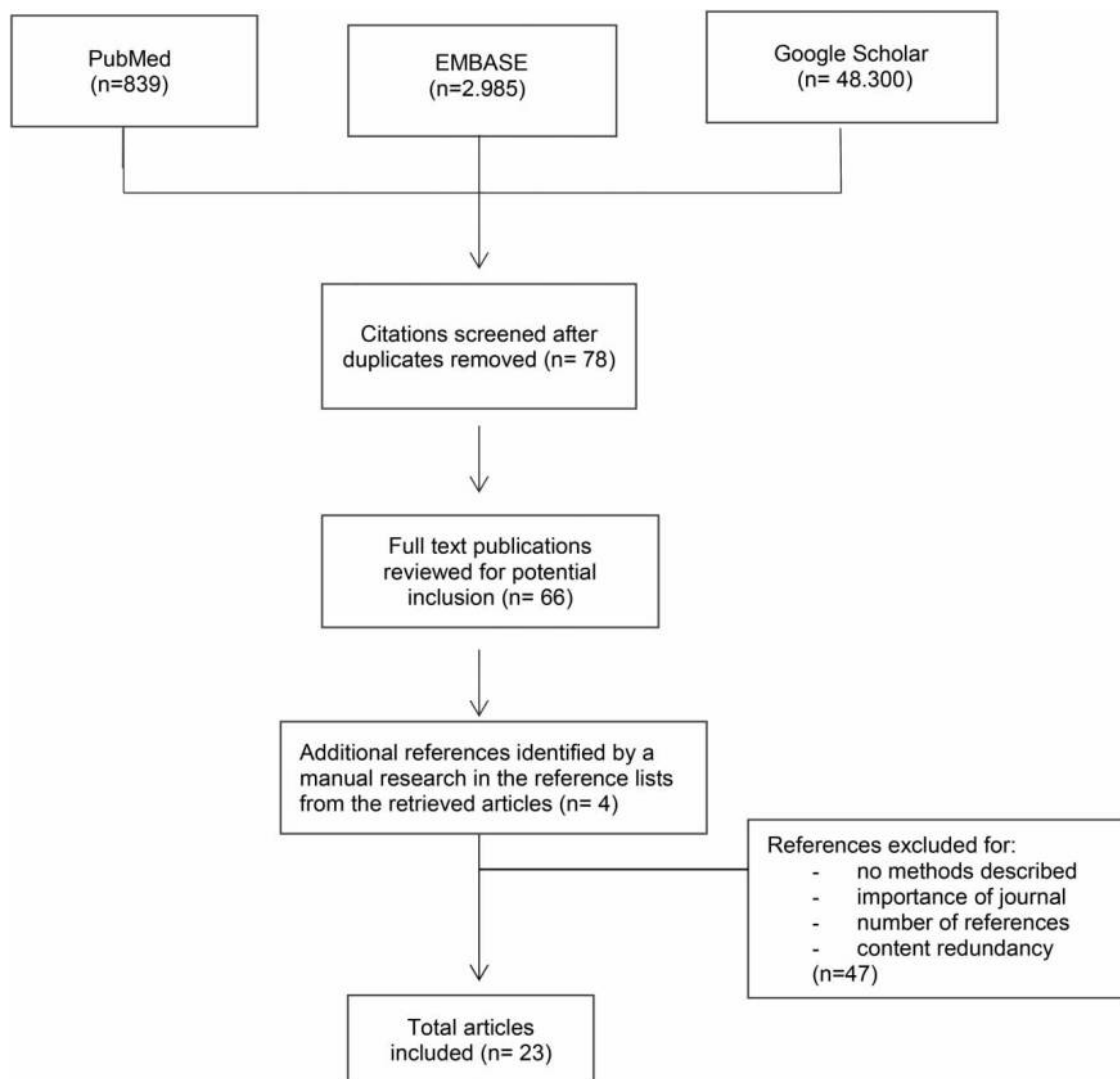 PubMed
(n=839)
EMBASE
(n=2.985)
Google Scholar
(n= 48.300)
Citations screened after
duplicates removed (n= 78)
Full text publications
reviewed for potential
inclusion (n= 66)
Additional references identified by a
manual research in the reference lists
from the retrieved articles (n= 4)
References excluded for:
- no methods described
- importance of journal
- number of references
- content redundancy
(n=47)
Total articles
included (n= 23)